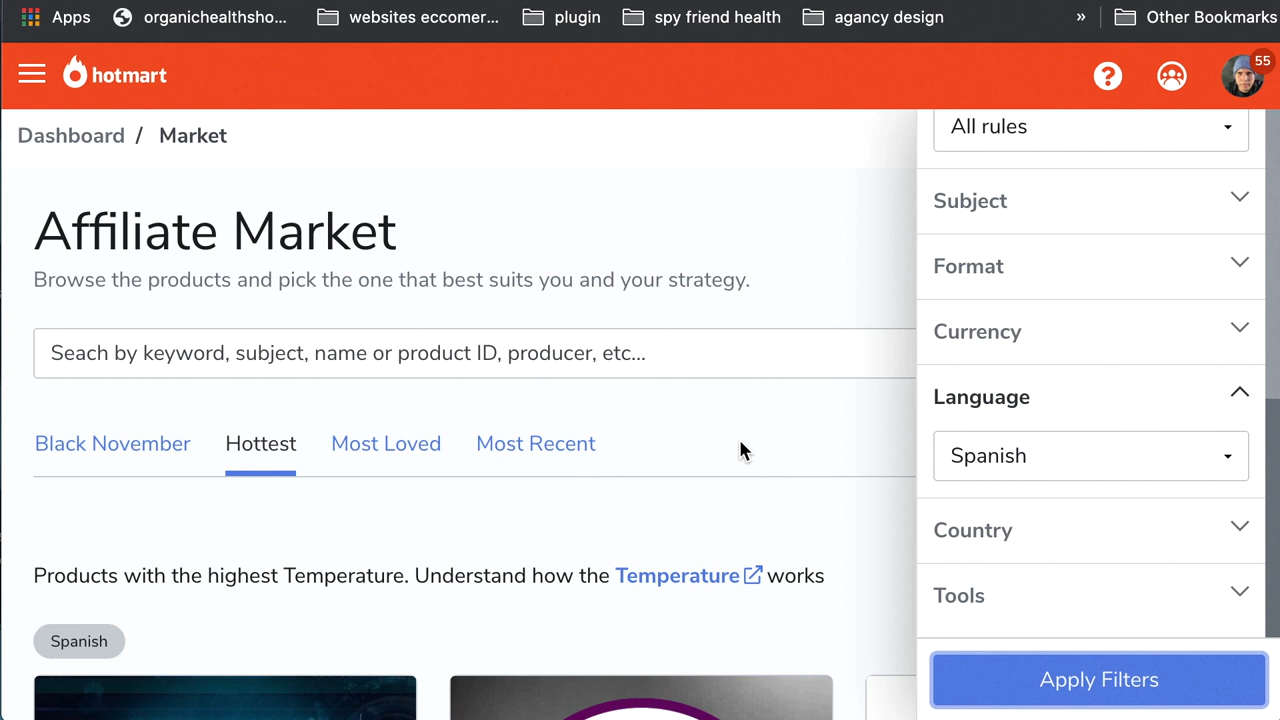 Apps organichealthsho... websites eccomer... plugin spy friend health agancy design » Other Bookmarks
hotmart ? 55
Dashboard / Market
All rules
Subject
Affiliate Market
Browse the products and pick the one that best suits you and your strategy.
Format
Currency
Seach by keyword, subject, name or product ID, producer, etc...
Language
Black November Hottest Most Loved Most Recent
Spanish
Country
Products with the highest Temperature. Understand how the Temperature works
Tools
Spanish
Apply Filters